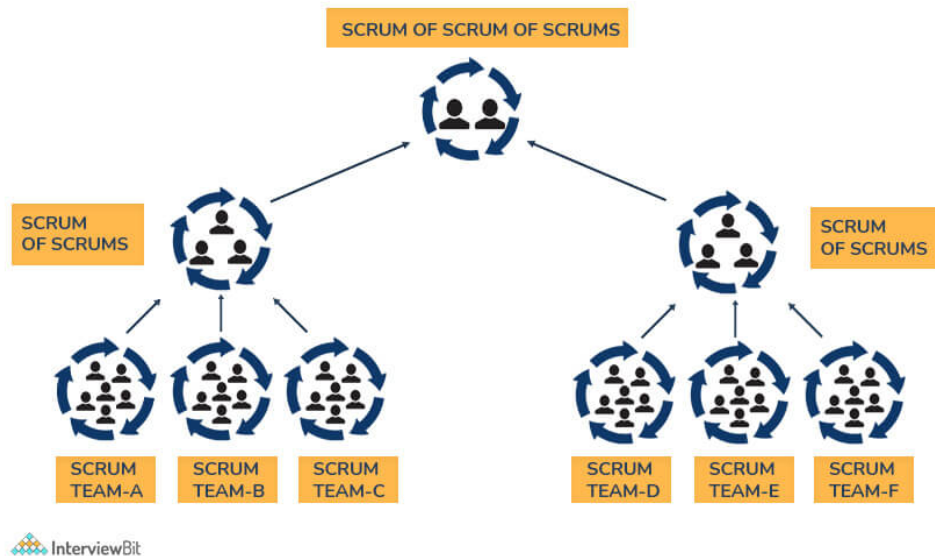 SCRUM OF SCRUM OF SCRUMS
SCRUM
OF SCRUMS
SCRUM
OF SCRUMS
SCRUM
TEAM-A
SCRUM
TEAM-B
SCRUM
TEAM-C
SCRUM
TEAM-D
SCRUM
TEAM-E
SCRUM
TEAM-F
InterviewBit